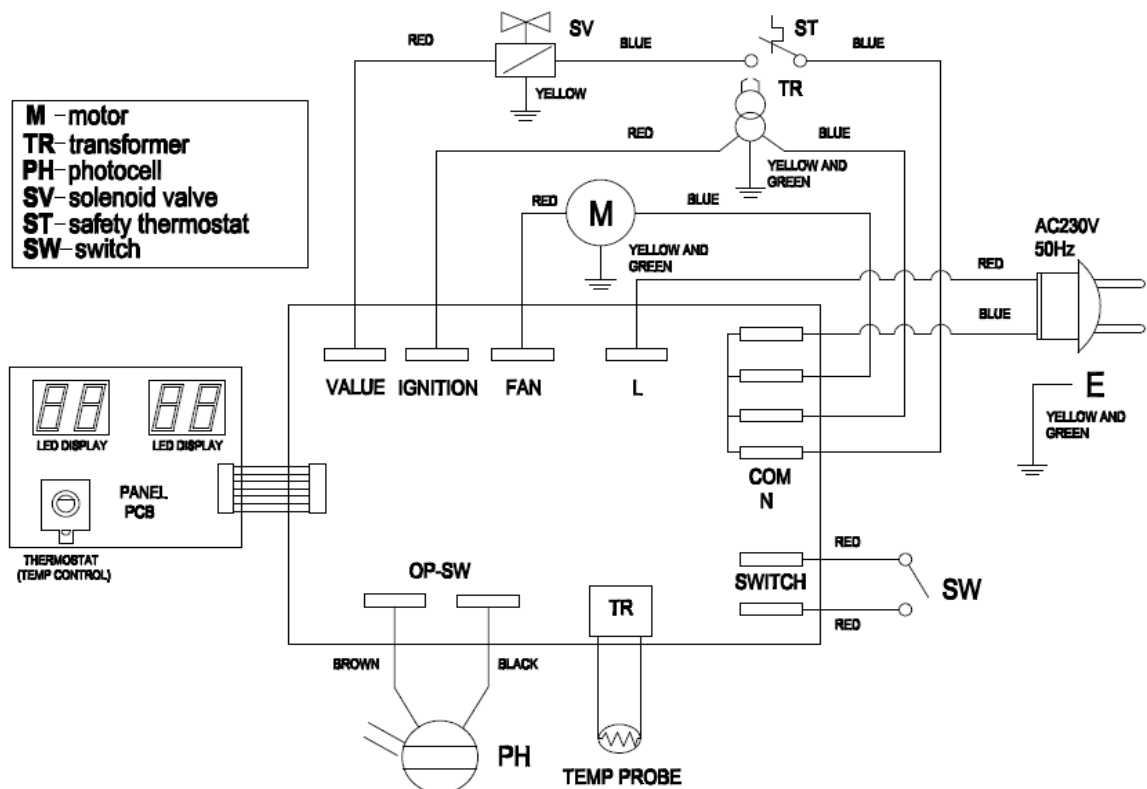 RED
SV
BLUE
ST
BLUE
YELLOW
TR
M - motor
TR - transformer
PH - photocell
SV - solenoid valve
ST - safety thermostat
SW - switch
RED
BLUE
YELLOW AND
GREEN
RED
M
BLUE
YELLOW AND
GREEN
AC230V
50Hz
RED
BLUE
VALUE
IGNITION
FAN
L
E
YELLOW AND
GREEN
88
88
LED DISPLAY
LED DISPLAY
COM
N
PANEL
PCB
THERMOSTAT
(TEMP CONTROL)
OP-SW
TR
SWITCH
RED
SW
RED
BROWN
BLACK
PH
TEMP PROBE